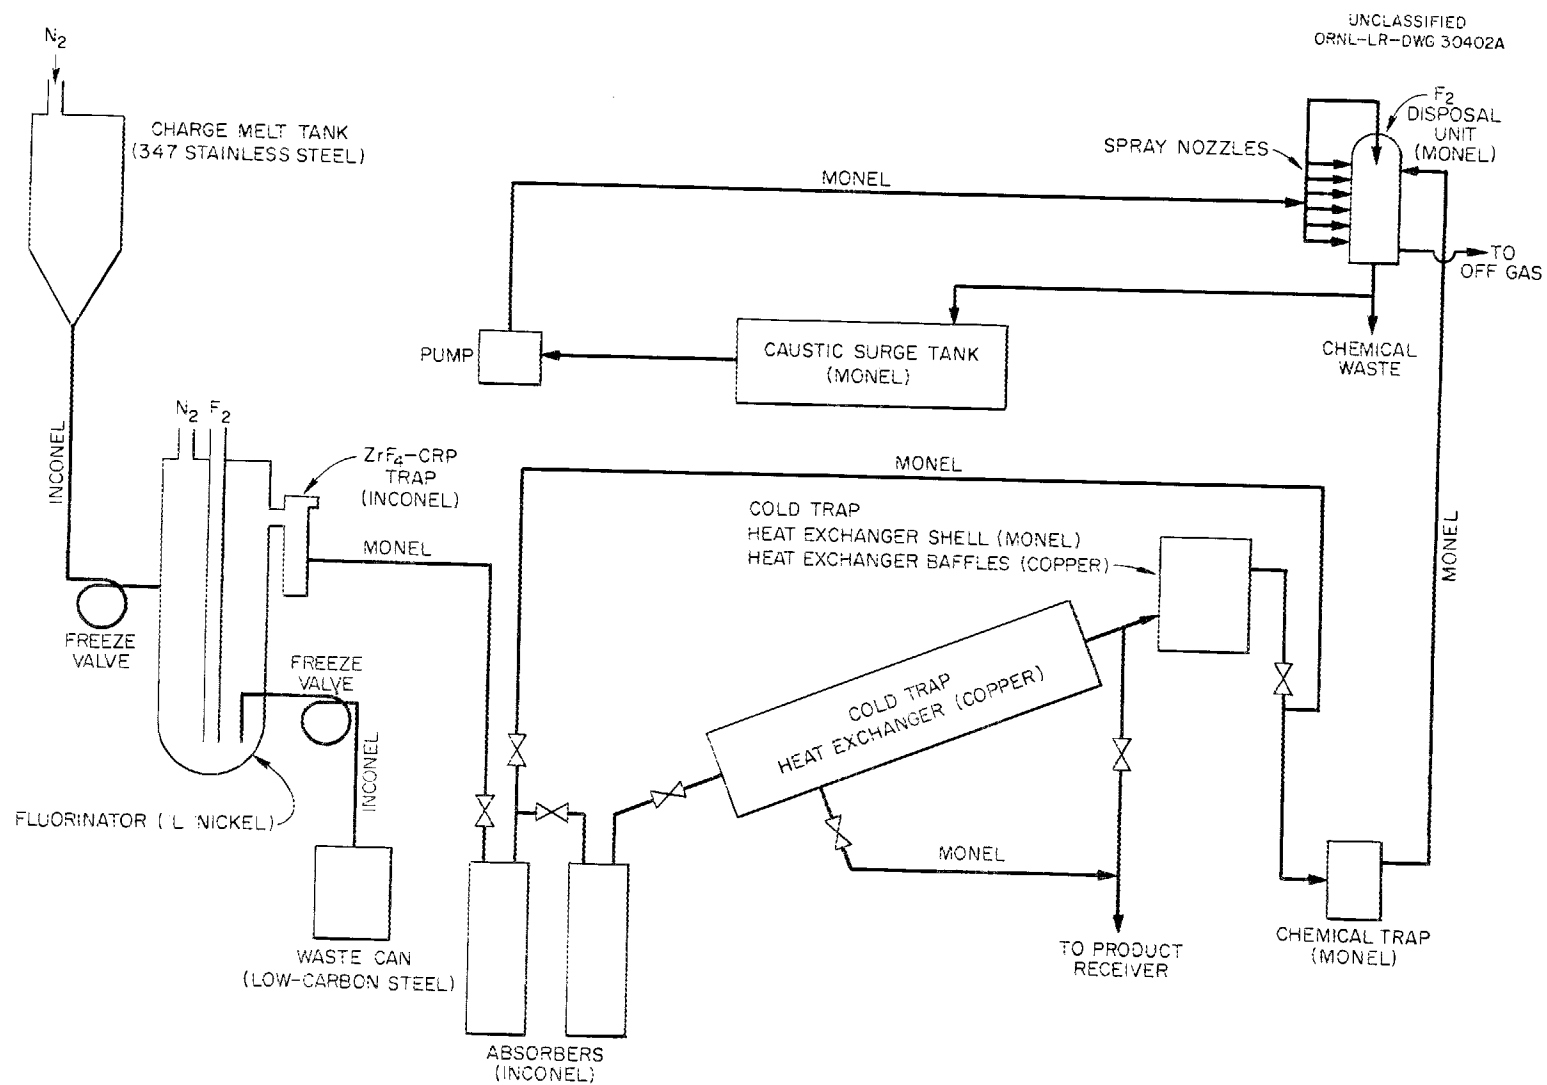 UNCLASSIFIED
ORNL-LR-DWG 30402A
N2
CHARGE MELT TANK
(347 STAINLESS STEEL)
F2
DISPOSAL
UNIT
(MONEL)
SPRAY NOZZLES
MONEL
TO
OFF GAS
PUMP
CAUSTIC SURGE TANK
(MONEL)
CHEMICAL
WASTE
INCONEL
N2 F2
ZrF4-CRP
TRAP
(INCONEL)
MONEL
MONEL
COLD TRAP
HEAT EXCHANGER SHELL (MONEL)
HEAT EXCHANGER BAFFLES (COPPER)
MONEL
FREEZE
VALVE
FREEZE
VALVE
INCONEL
COLD TRAP
HEAT EXCHANGER (COPPER)
FLUORINATOR (L NICKEL)
MONEL
WASTE CAN
(LOW-CARBON STEEL)
TO PRODUCT
RECEIVER
CHEMICAL TRAP
(MONEL)
ABSORBERS
(INCONEL)